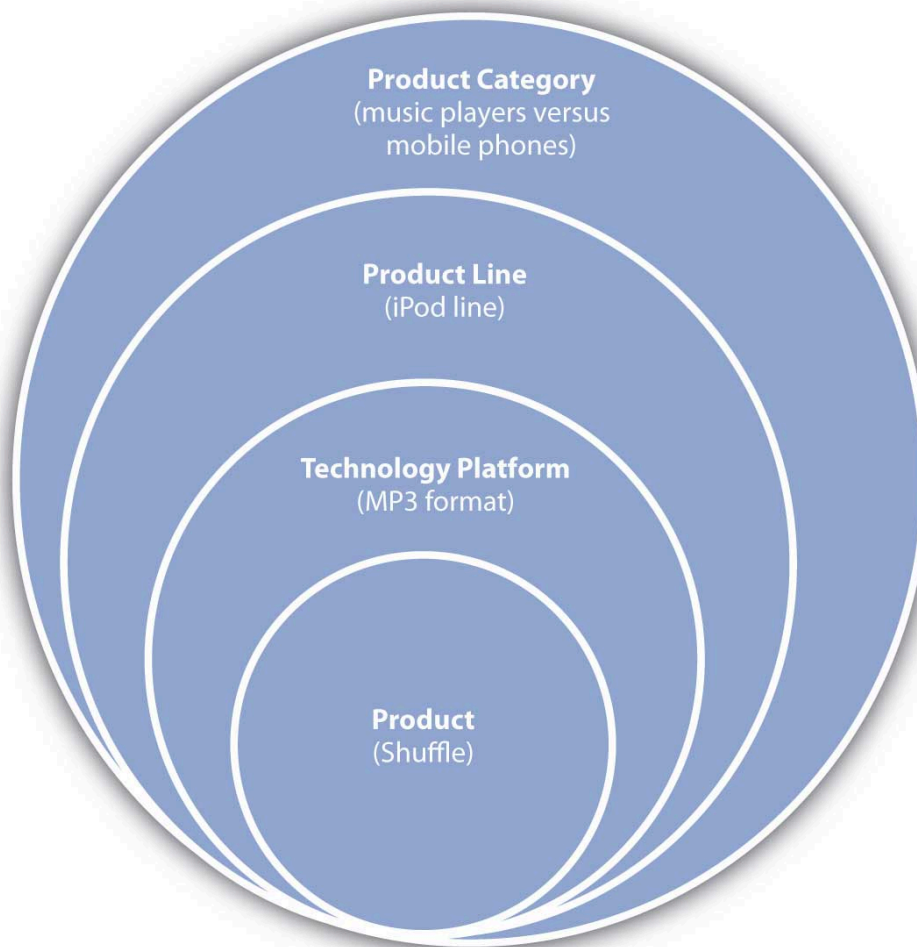 Product Category
(music players versus
mobile phones)
Product Line
(iPod line)
Technology Platform
(MP3 format)
Product
(Shuffle)